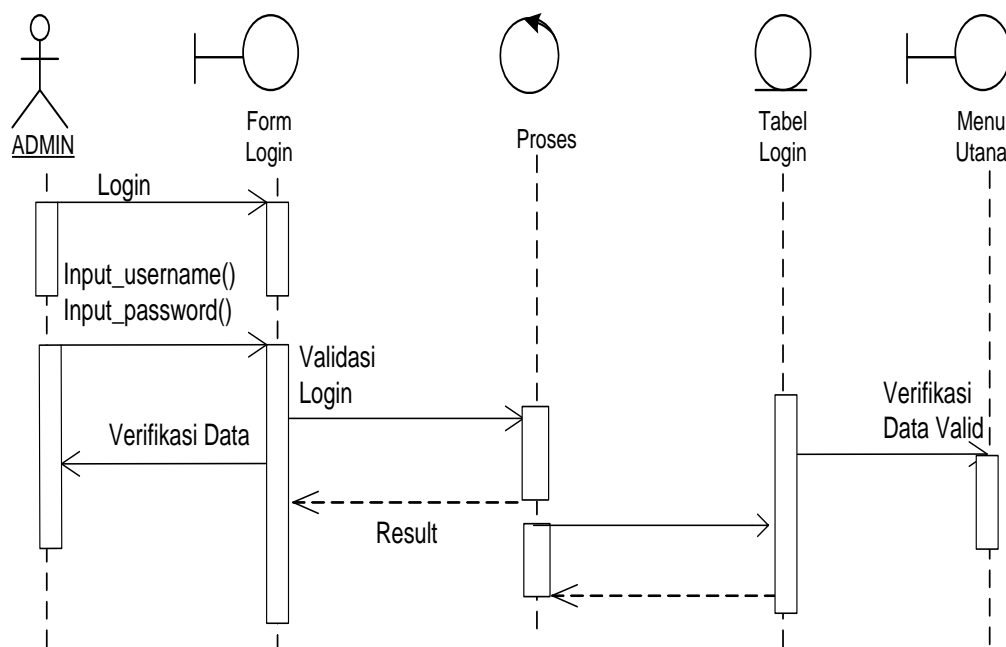 ADMIN
Form
Login
Proses
Tabel
Login
Menu
Utana
Login
Input_username()
Input_password()
Validasi
Login
Verifikasi Data
Result
Verifikasi
Data Valid